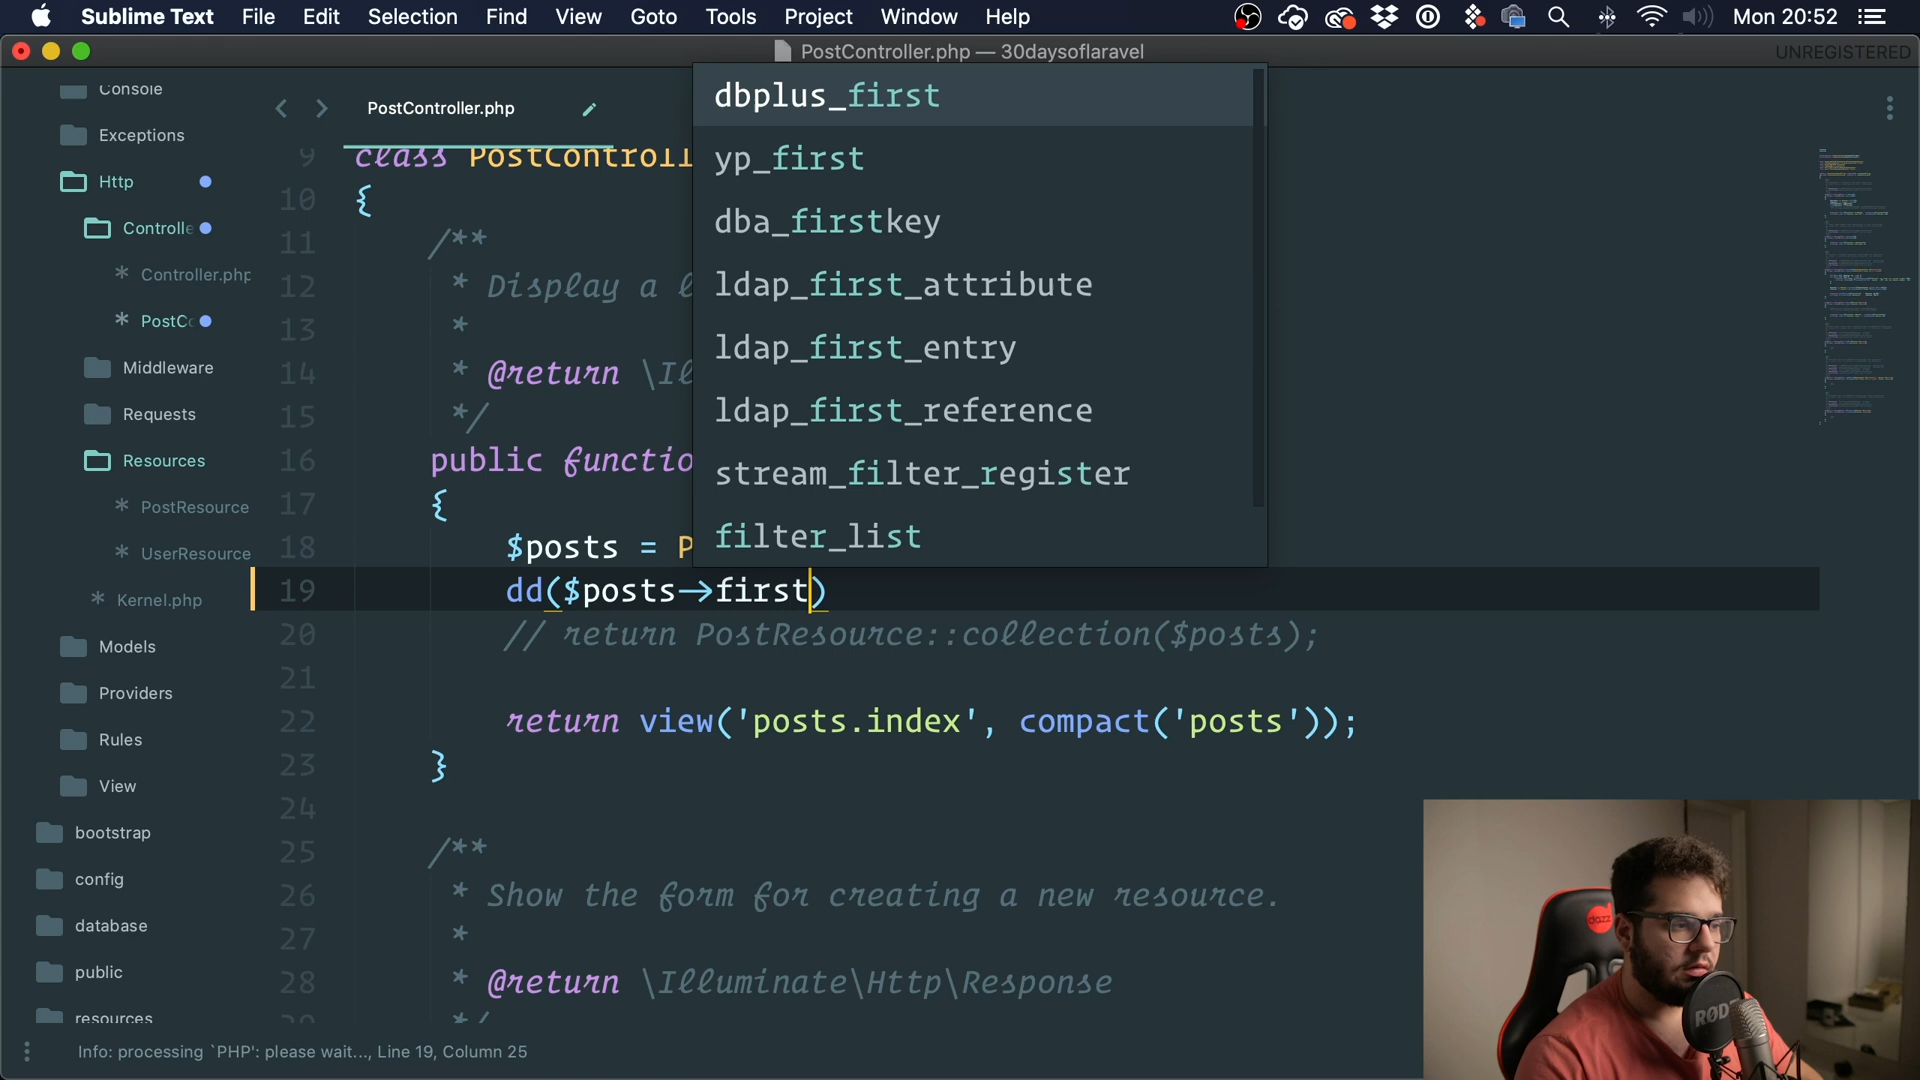 Sublime Text File Edit Selection Find View Goto Tools Project Window Help Mon 20:52
PostController.php — 30daysoflaravel UNREGISTERED
Console
Exceptions
Http
Controlle
* Controller.php
* PostCo
Middleware
Requests
Resources
* PostResource
* UserResource
* Kernel.php
Models
Providers
Rules
View
bootstrap
config
database
public
resources
PostController.php
9 class PostControll
10 {
11 /**
12 * Display a l
13 *
14 * @return \Il
15 */
16 public functio
17 {
18 $posts = P
19 dd($posts->first)
20 // return PostResource::collection($posts);
21
22 return view('posts.index', compact('posts'));
23 }
24
25 /**
26 * Show the form for creating a new resource.
27 *
28 * @return \Illuminate\Http\Response
29 */
dbplus_first
yp_first
dba_firstkey
ldap_first_attribute
ldap_first_entry
ldap_first_reference
stream_filter_register
filter_list
Info: processing `PHP': please wait..., Line 19, Column 25
dazz
RØD